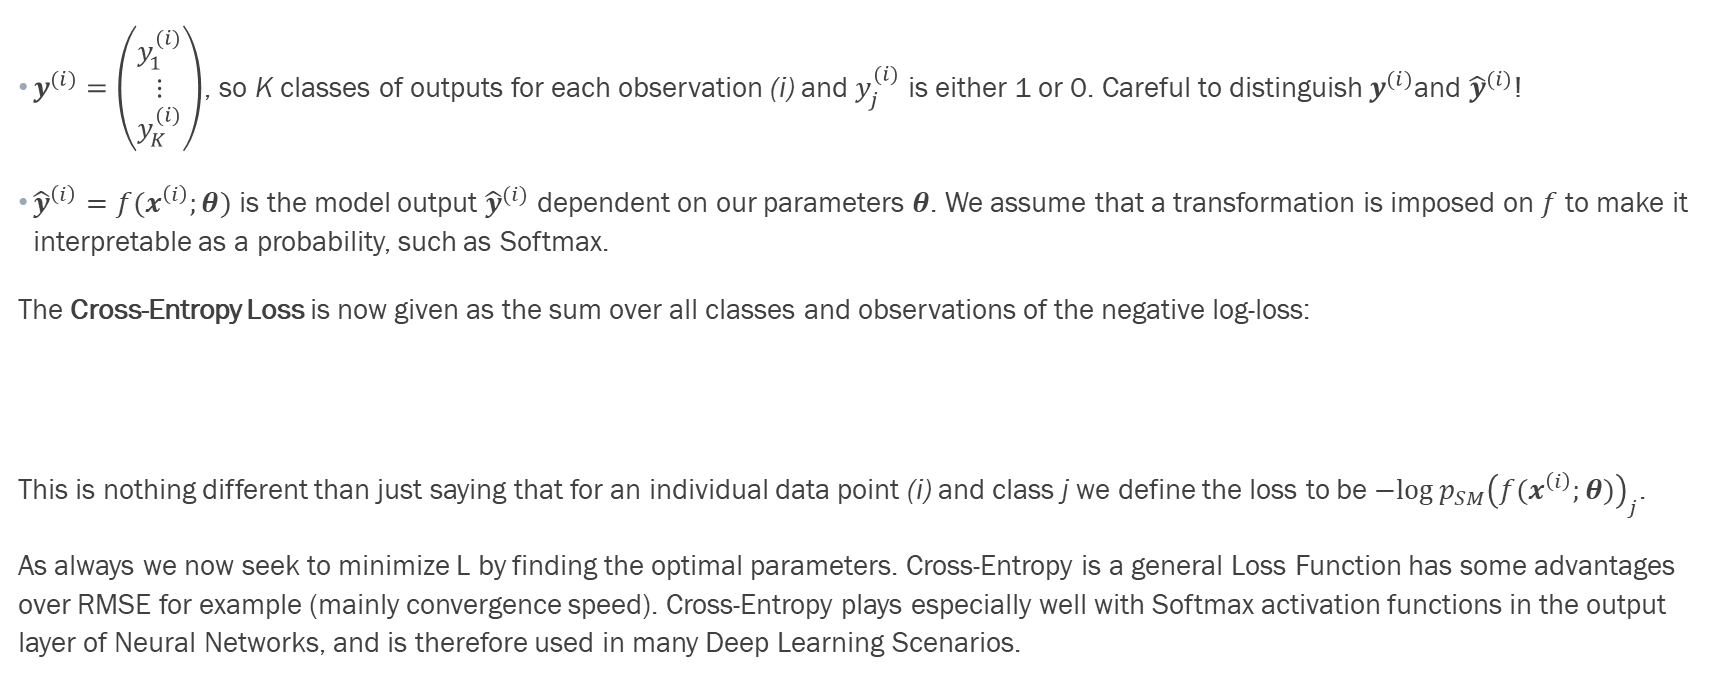 • 𝒚⁽ⁱ⁾ = (y₁⁽ⁱ⁾ ⋮ y_K⁽ⁱ⁾), so K classes of outputs for each observation (i) and y_j⁽ⁱ⁾ is either 1 or 0. Careful to distinguish 𝒚⁽ⁱ⁾and 𝒚̂⁽ⁱ⁾!
• 𝒚̂⁽ⁱ⁾ = f(𝒙⁽ⁱ⁾; 𝜽) is the model output 𝒚̂⁽ⁱ⁾ dependent on our parameters 𝜽. We assume that a transformation is imposed on f to make it
interpretable as a probability, such as Softmax.
The Cross-Entropy Loss is now given as the sum over all classes and observations of the negative log-loss:
This is nothing different than just saying that for an individual data point (i) and class j we define the loss to be −log p_SM(f(𝒙⁽ⁱ⁾; 𝜽))_j.
As always we now seek to minimize L by finding the optimal parameters. Cross-Entropy is a general Loss Function has some advantages
over RMSE for example (mainly convergence speed). Cross-Entropy plays especially well with Softmax activation functions in the output
layer of Neural Networks, and is therefore used in many Deep Learning Scenarios.